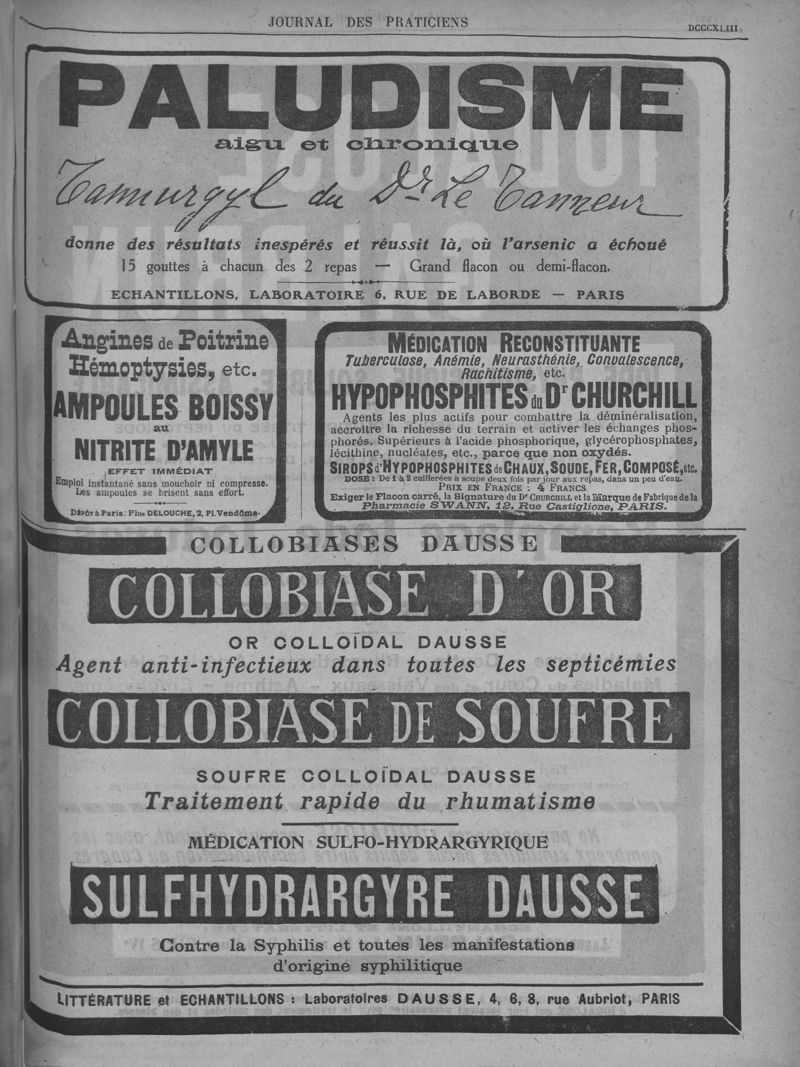 JOURNAL DES PRATICIENS
DCCCXLIII
PALUDISME
aigu et chronique
Tannurgyl du Dr Le Tanneur
donne des résultats inespérés et réussit là, où l'arsenic a échoué
15 gouttes à chacun des 2 repas — Grand flacon ou demi-flacon.
ECHANTILLONS, LABORATOIRE 6, RUE DE LABORDE — PARIS
Angines de Poitrine
Hémoptysies, etc.
AMPOULES BOISSY
au
NITRITE D'AMYLE
EFFET IMMÉDIAT
Emploi instantané sans mouchoir ni compresse.
Les ampoules se brisent sans effort.
Dépôt à Paris: Phie DELOUCHE, 2, Pl. Vendôme.
MÉDICATION RECONSTITUANTE
Tuberculose, Anémie, Neurasthénie, Convalescence,
Rachitisme, etc.
HYPOPHOSPHITES du Dr CHURCHILL
Agents les plus actifs pour combattre la déminéralisation,
accroître la richesse du terrain et activer les échanges phos-
phorés. Supérieurs à l'acide phosphorique, glycérophosphates,
lécithine, nucléates, etc., parce que non oxydés.
SIROPS d'HYPOPHOSPHITES de CHAUX, SOUDE, FER, COMPOSÉ, etc.
DOSE: De 1 à 2 cuillerées à soupe deux fois par jour aux repas, dans un peu d'eau.
PRIX EN FRANCE : 4 FRANCS
Exiger le Flacon carré, la Signature du Dr CHURCHILL et la Marque de Fabrique de la
Pharmacie SWANN, 12, Rue Castiglione, PARIS.
COLLOBIASES DAUSSE
COLLOBIASE D'OR
OR COLLOÏDAL DAUSSE
Agent anti-infectieux dans toutes les septicémies
COLLOBIASE DE SOUFRE
SOUFRE COLLOÏDAL DAUSSE
Traitement rapide du rhumatisme
MÉDICATION SULFO-HYDRARGYRIQUE
SULFHYDRARGYRE DAUSSE
Contre la Syphilis et toutes les manifestations
d'origine syphilitique
LITTÉRATURE et ECHANTILLONS : Laboratoires DAUSSE, 4, 6, 8, rue Aubriot, PARIS